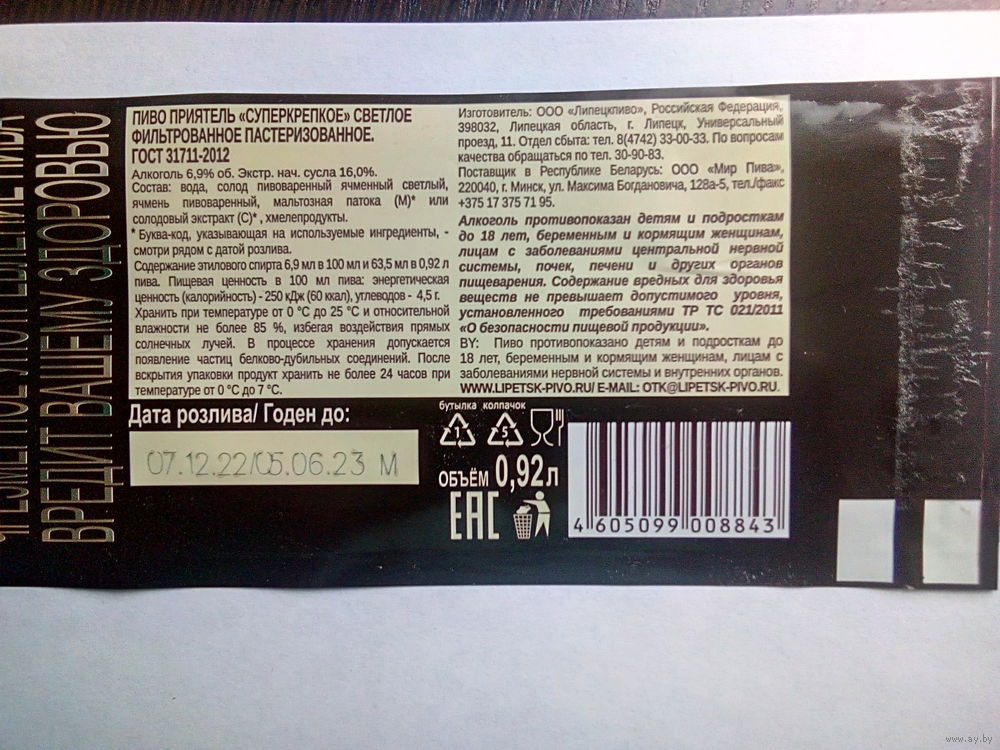 ВРЕДИТ ВАШЕМУ ЗДОРОВЬЮ
ПИВО ПРИЯТЕЛЬ «СУПЕРКРЕПКОЕ» СВЕТЛОЕ
ФИЛЬТРОВАННОЕ ПАСТЕРИЗОВАННОЕ.
ГОСТ 31711-2012
Алкоголь 6,9% об. Экстр. нач. сусла 16,0%.
Состав: вода, солод пивоваренный ячменный светлый,
ячмень пивоваренный, мальтозная патока (М)* или
солодовый экстракт (С)* , хмелепродукты.
* Буква-код, указывающая на используемые ингредиенты, -
смотри рядом с датой розлива.
Содержание этилового спирта 6,9 мл в 100 мл и 63,5 мл в 0,92 л
пива. Пищевая ценность в 100 мл пива: энергетическая
ценность (калорийность) - 250 кДж (60 ккал), углеводов - 4,5 г.
Хранить при температуре от 0 °С до 25 °С и относительной
влажности не более 85 %, избегая воздействия прямых
солнечных лучей. В процессе хранения допускается
появление частиц белково-дубильных соединений. После
вскрытия упаковки продукт хранить не более 24 часов при
температуре от 0 °С до 7 °С.
Изготовитель: ООО «Липецкпиво», Российская Федерация,
398032, Липецкая область, г. Липецк, Универсальный
проезд, 11. Отдел сбыта: тел. 8(4742) 33-00-33. По вопросам
качества обращаться по тел. 30-90-83.
Поставщик в Республике Беларусь: ООО «Мир Пива»,
220040, г. Минск, ул. Максима Богдановича, 128а-5, тел./факс
+375 17 375 71 95.
Алкоголь противопоказан детям и подросткам
до 18 лет, беременным и кормящим женщинам,
лицам с заболеваниями центральной нервной
системы, почек, печени и других органов
пищеварения. Содержание вредных для здоровья
веществ не превышает допустимого уровня,
установленного требованиями ТР ТС 021/2011
«О безопасности пищевой продукции».
BY: Пиво противопоказано детям и подросткам до
18 лет, беременным и кормящим женщинам, лицам с
заболеваниями нервной системы и внутренних органов.
WWW.LIPETSK-PIVO.RU/ E-MAIL: OTK@LIPETSK-PIVO.RU.
Дата розлива/ Годен до:
07.12.22/05.06.23 М
бутылка колпачок
1 5
ОБЪЁМ 0,92л
ЕАС
4 605099 008843
www.ay.by